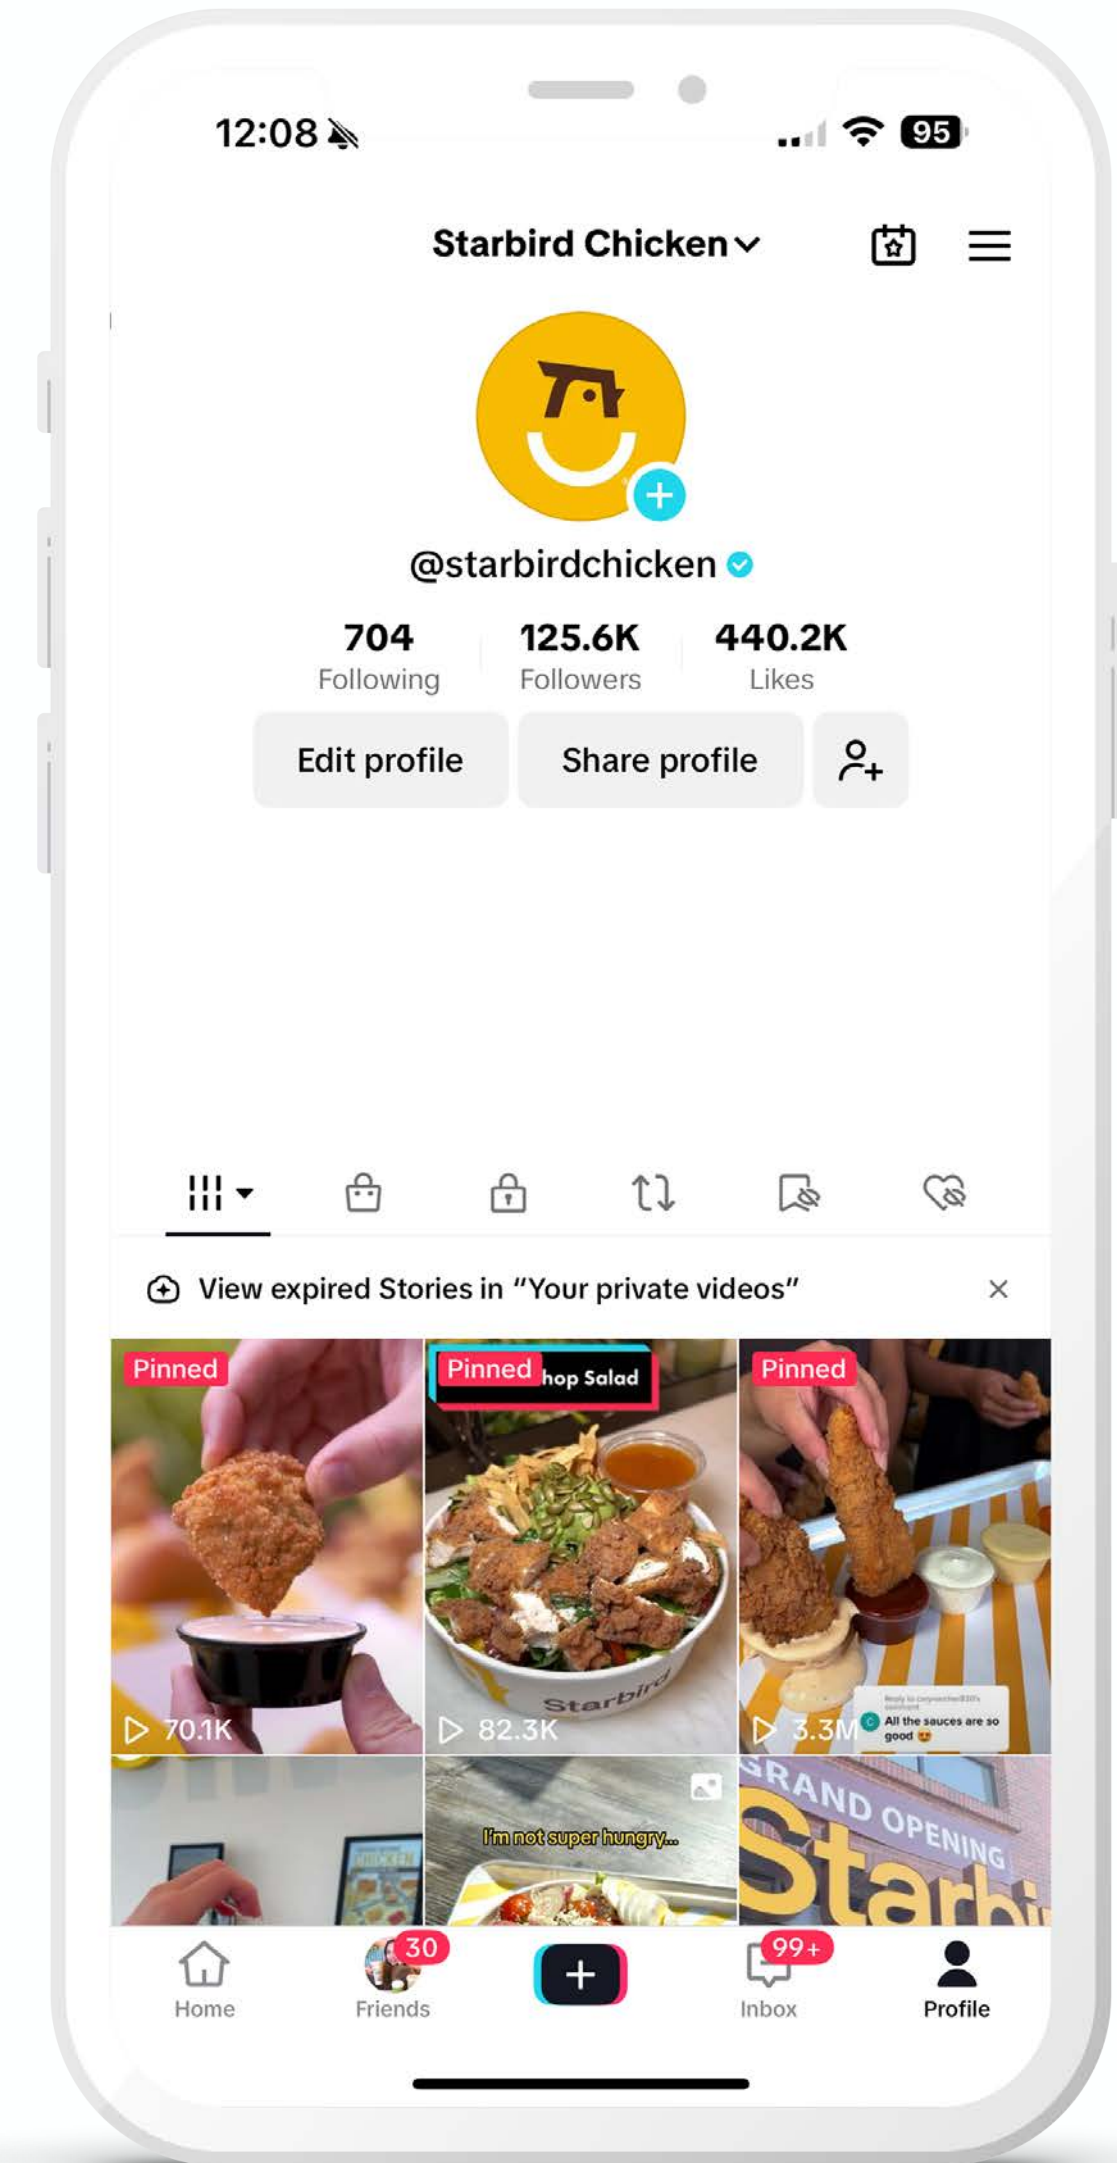 12:08
95
Starbird Chicken
@starbirdchicken
704 125.6K 440.2K
Following Followers Likes
Edit profile Share profile
View expired Stories in “Your private videos”
Pinned
Pinned hop Salad
Pinned
Starbird
All the sauces are so
good 😍
70.1K
82.3K
3.3M
CHICKEN
I'm not super hungry...
GRAND OPENING
Starbi
30
99+
Home Friends Inbox Profile